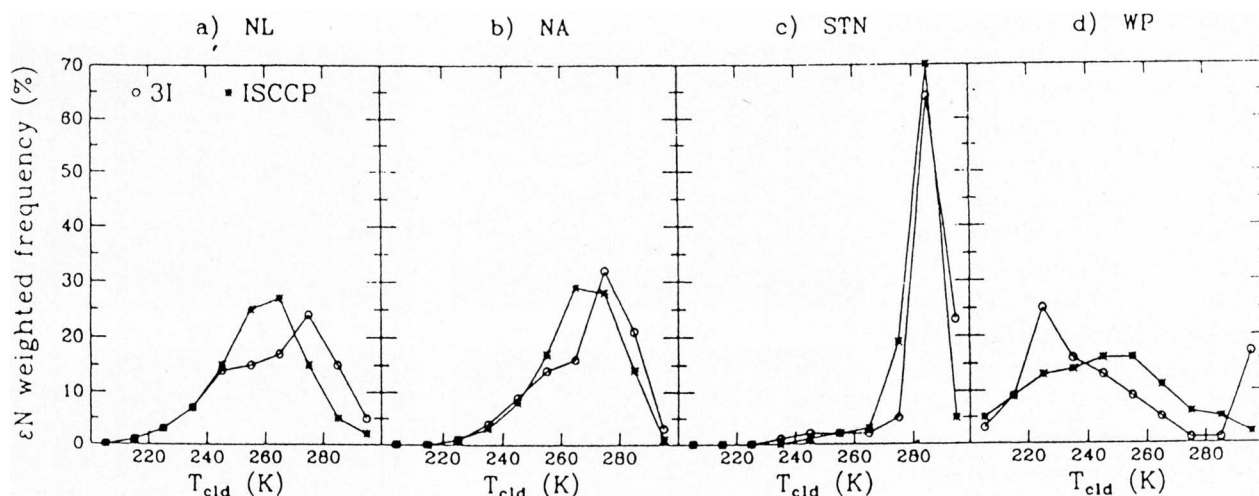 a) NL b) NA c) STN d) WP
εN weighted frequency (%)
70
60
50
40
30
20
10
0
3I ISCCP
220 240 260 280 220 240 260 280 220 240 260 280 220 240 260 280
T_cld (K) T_cld (K) T_cld (K) T_cld (K)